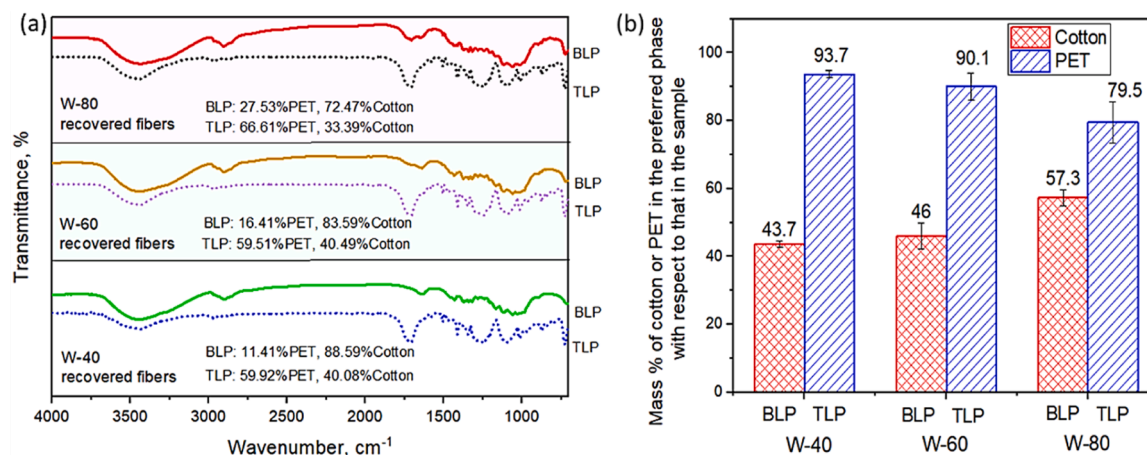 (a)
Transmittance, %
BLP
TLP
W-80
recovered fibers
BLP: 27.53%PET, 72.47%Cotton
TLP: 66.61%PET, 33.39%Cotton
BLP
TLP
W-60
recovered fibers
BLP: 16.41%PET, 83.59%Cotton
TLP: 59.51%PET, 40.49%Cotton
BLP
TLP
W-40
recovered fibers
BLP: 11.41%PET, 88.59%Cotton
TLP: 59.92%PET, 40.08%Cotton
4000 3500 3000 2500 2000 1500 1000
Wavenumber, cm⁻¹
(b)
Mass % of cotton or PET in the preferred phase
with respect to that in the sample
Cotton
PET
100
80
60
40
20
0
43.7
93.7
46
90.1
57.3
79.5
BLP TLP BLP TLP BLP TLP
W-40 W-60 W-80